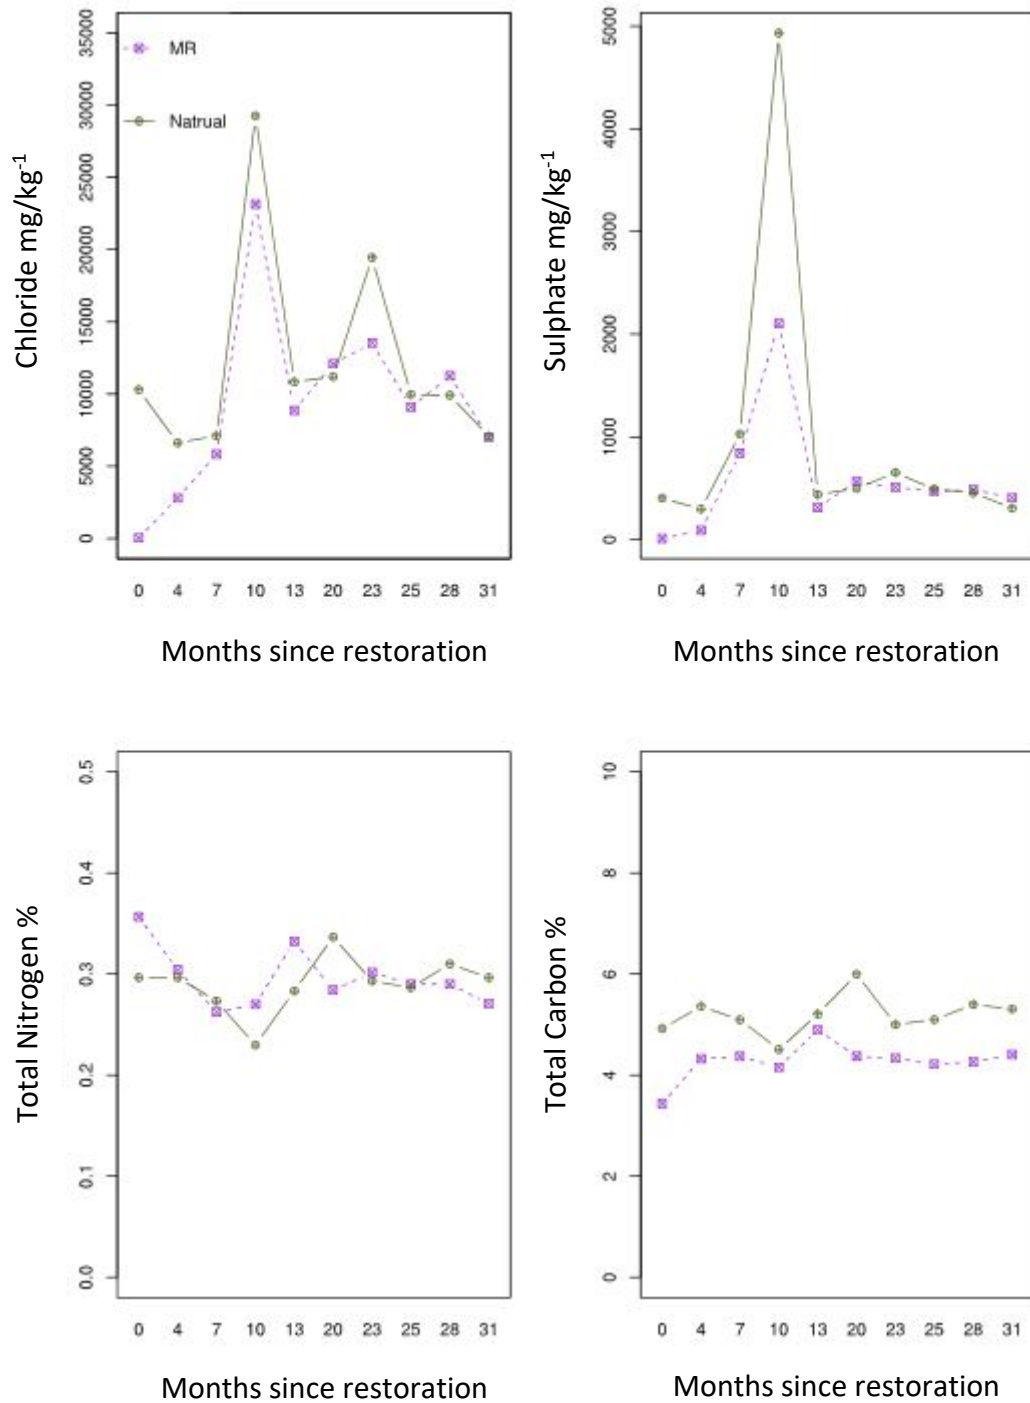 Chloride mg/kg-1
35000
30000
25000
20000
15000
10000
5000
0
MR
Natrual
0 4 7 10 13 20 23 25 28 31
Months since restoration
Sulphate mg/kg-1
5000
4000
3000
2000
1000
0
0 4 7 10 13 20 23 25 28 31
Months since restoration
Total Nitrogen %
0.5
0.4
0.3
0.2
0.1
0.0
0 4 7 10 13 20 23 25 28 31
Months since restoration
Total Carbon %
10
8
6
4
2
0
0 4 7 10 13 20 23 25 28 31
Months since restoration